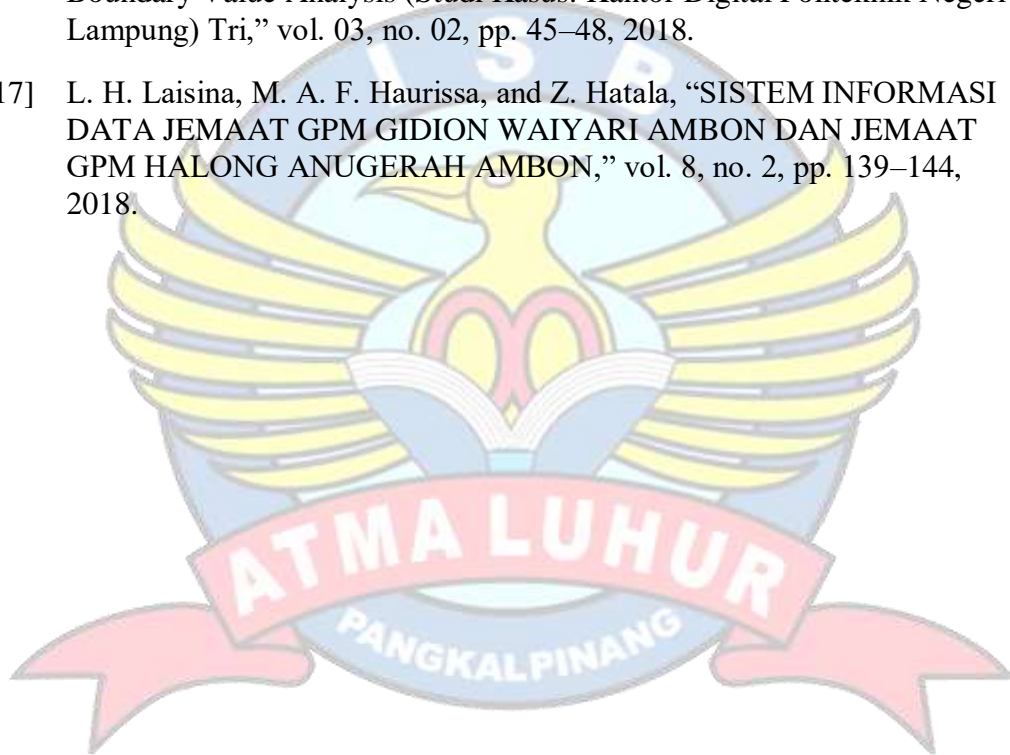 Lampung) Tri,” vol. 03, no. 02, pp. 45–48, 2018.
17] L. H. Laisina, M. A. F. Haurissa, and Z. Hatala, “SISTEM INFORMASI
DATA JEMAAT GPM GIDION WAIYARI AMBON DAN JEMAAT
GPM HALONG ANUGERAH AMBON,” vol. 8, no. 2, pp. 139–144,
2018.
I S B
ATMA LUHUR
PANGKALPINANG